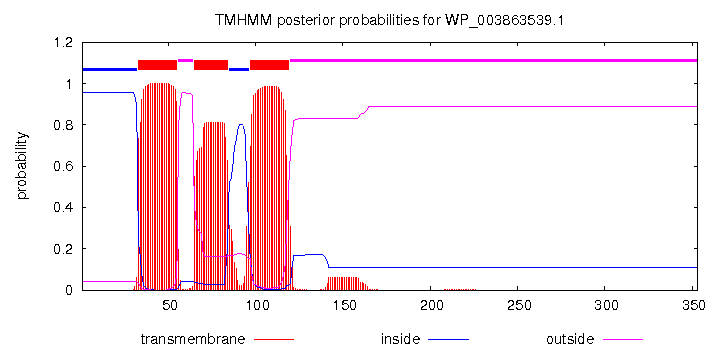 TMHMM posterior probabilities for WP_003863539.1
1.2
1
0.8
0.6
0.4
0.2
0
probability
50
100
150
200
250
300
350
transmembrane
inside
outside